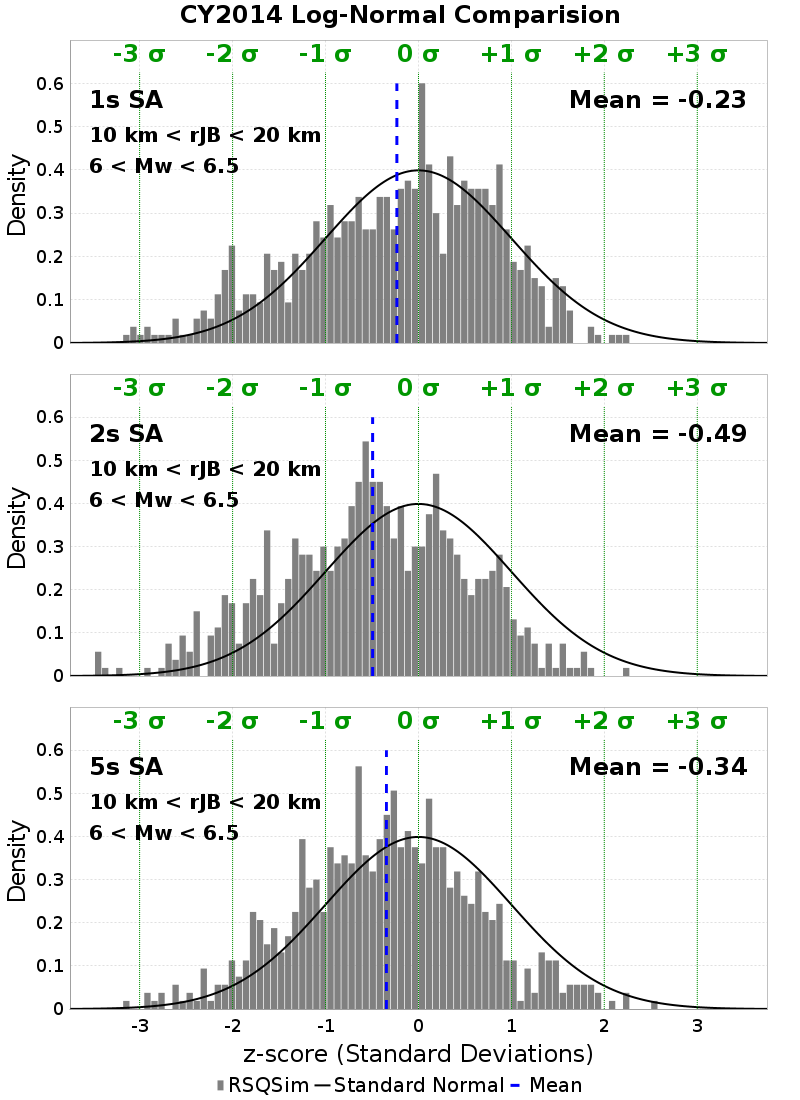 CY2014 Log-Normal Comparision
-3 σ -2 σ -1 σ 0 σ +1 σ +2 σ +3 σ
1s SA
Mean = -0.23
10 km < rJB < 20 km
6 < Mw < 6.5
Density
0.6
0.5
0.4
0.3
0.2
0.1
0
-3 σ -2 σ -1 σ 0 σ +1 σ +2 σ +3 σ
2s SA
Mean = -0.49
10 km < rJB < 20 km
6 < Mw < 6.5
Density
0.6
0.5
0.4
0.3
0.2
0.1
0
-3 σ -2 σ -1 σ 0 σ +1 σ +2 σ +3 σ
5s SA
Mean = -0.34
10 km < rJB < 20 km
6 < Mw < 6.5
Density
0.6
0.5
0.4
0.3
0.2
0.1
0
-3 -2 -1 0 1 2 3
z-score (Standard Deviations)
RSQSim Standard Normal Mean